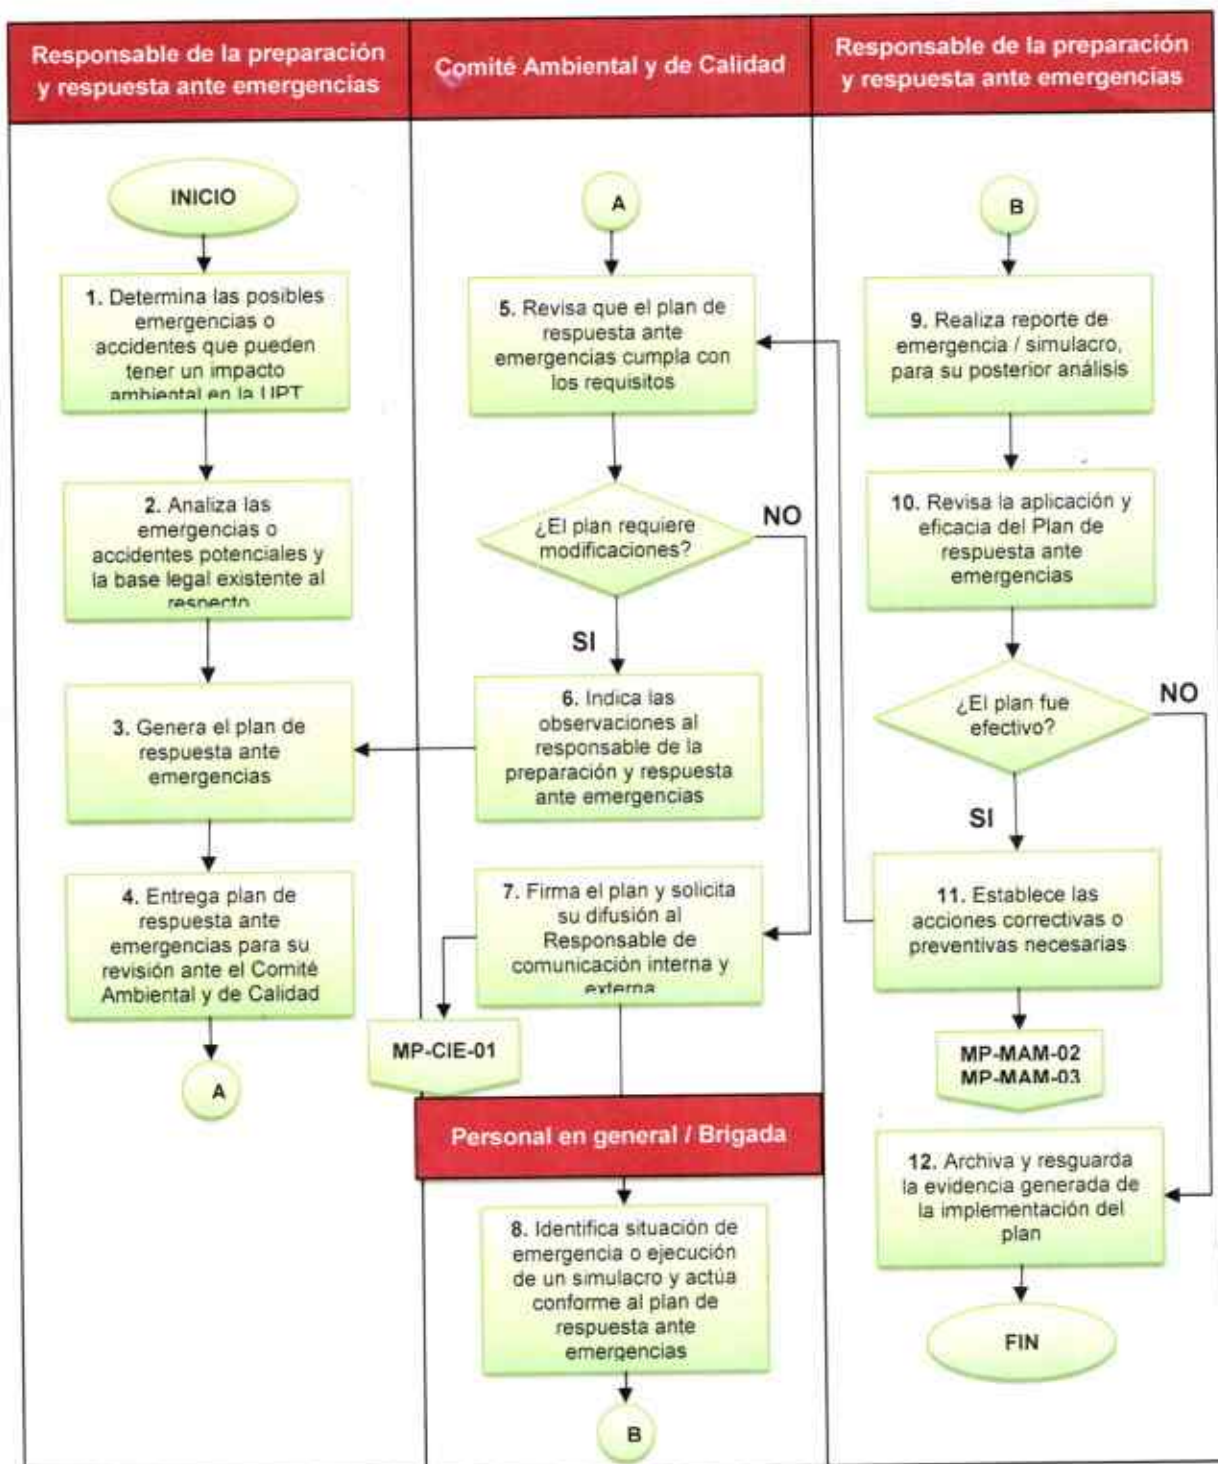 Responsable de la preparación
y respuesta ante emergencias
INICIO
1. Determina las posibles
emergencias o
accidentes que pueden
tener un impacto
ambiental en la UPT
2. Analiza las
emergencias o
accidentes potenciales y
la base legal existente al
respecto
3. Genera el plan de
respuesta ante
emergencias
4. Entrega plan de
respuesta ante
emergencias para su
revisión ante el Comité
Ambiental y de Calidad
A
Comité Ambiental y de Calidad
A
5. Revisa que el plan de
respuesta ante
emergencias cumpla con
los requisitos
¿El plan requiere
modificaciones?
NO
SI
6. Indica las
observaciones al
responsable de la
preparación y respuesta
ante emergencias
7. Firma el plan y solicita
su difusión al
Responsable de
comunicación interna y
externa
MP-CIE-01
Personal en general / Brigada
8. Identifica situación de
emergencia o ejecución
de un simulacro y actúa
conforme al plan de
respuesta ante
emergencias
B
Responsable de la preparación
y respuesta ante emergencias
B
9. Realiza reporte de
emergencia / simulacro,
para su posterior análisis
10. Revisa la aplicación y
eficacia del Plan de
respuesta ante
emergencias
¿El plan fue
efectivo?
NO
SI
11. Establece las
acciones correctivas o
preventivas necesarias
MP-MAM-02
MP-MAM-03
12. Archiva y resguarda
la evidencia generada de
la implementación del
plan
FIN